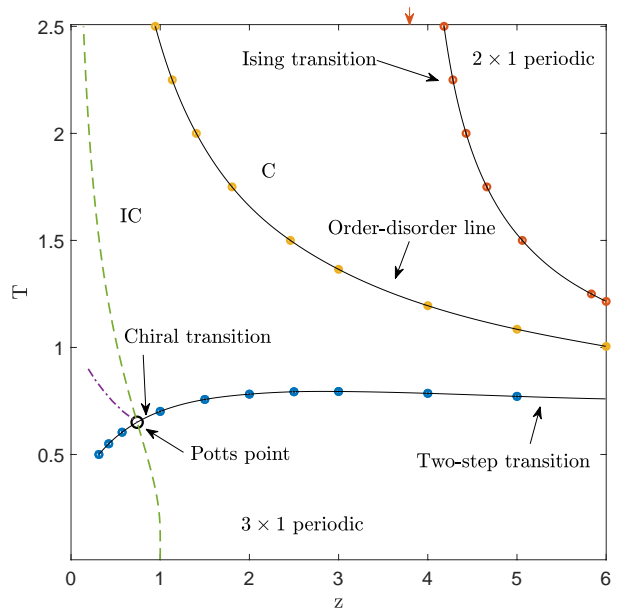 2.5
Ising transition
2 × 1 periodic
2
C
IC
Order-disorder line
1.5
T
Chiral transition
1
Potts point
Two-step transition
0.5
3 × 1 periodic
0 1 2 3 4 5 6
z